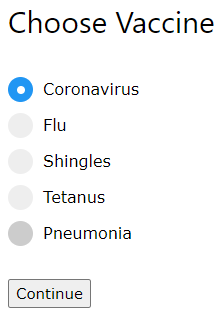 Choose Vaccine
Coronavirus
Flu
Shingles
Tetanus
Pneumonia
Continue